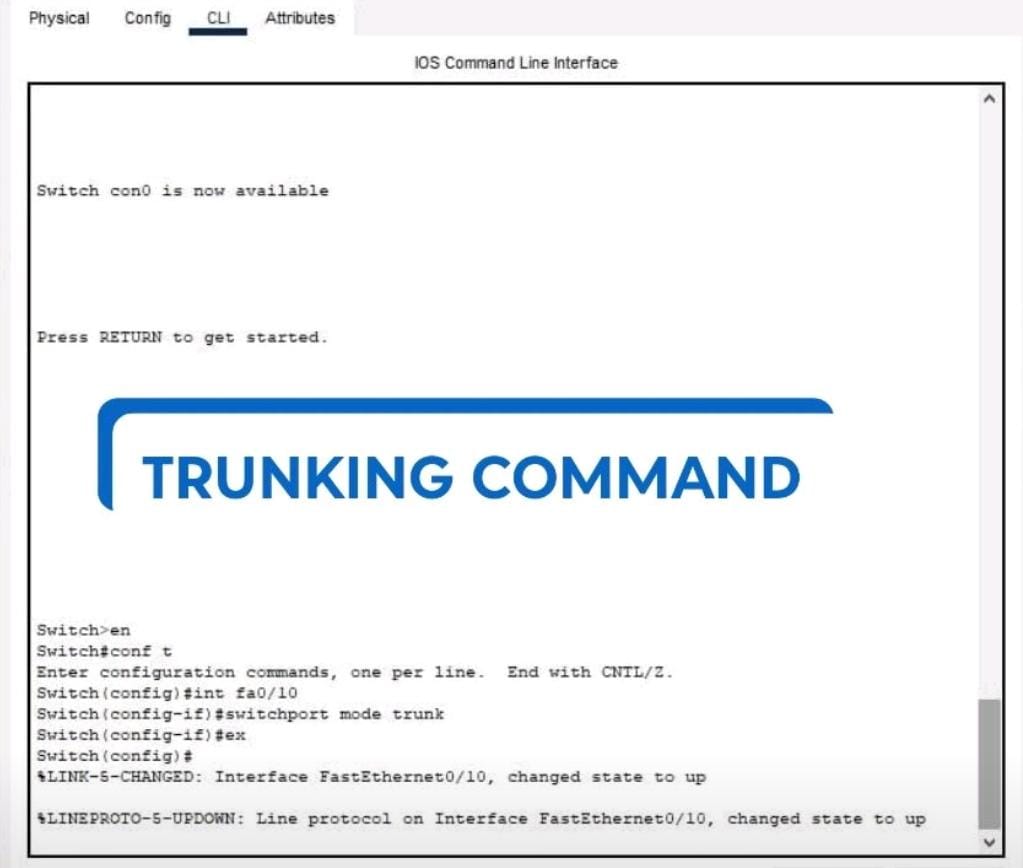 Physical Config CLI Attributes
IOS Command Line Interface
Switch con0 is now available
Press RETURN to get started.
TRUNKING COMMAND
Switch>en
Switch#conf t
Enter configuration commands, one per line.  End with CNTL/Z.
Switch(config)#int fa0/10
Switch(config-if)#switchport mode trunk
Switch(config-if)#ex
Switch(config)#
%LINK-5-CHANGED: Interface FastEthernet0/10, changed state to up
%LINEPROTO-5-UPDOWN: Line protocol on Interface FastEthernet0/10, changed state to up